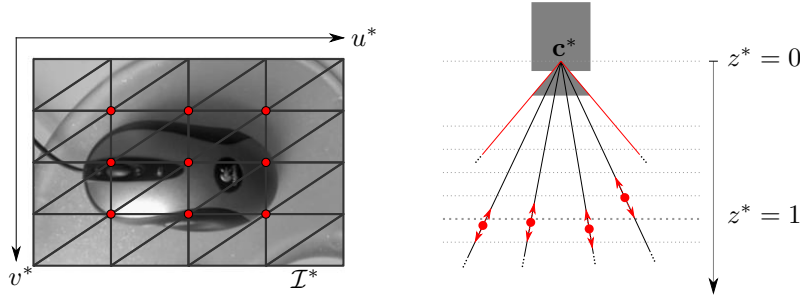 u*
v*
ℐ*
c*
z* = 0
z* = 1